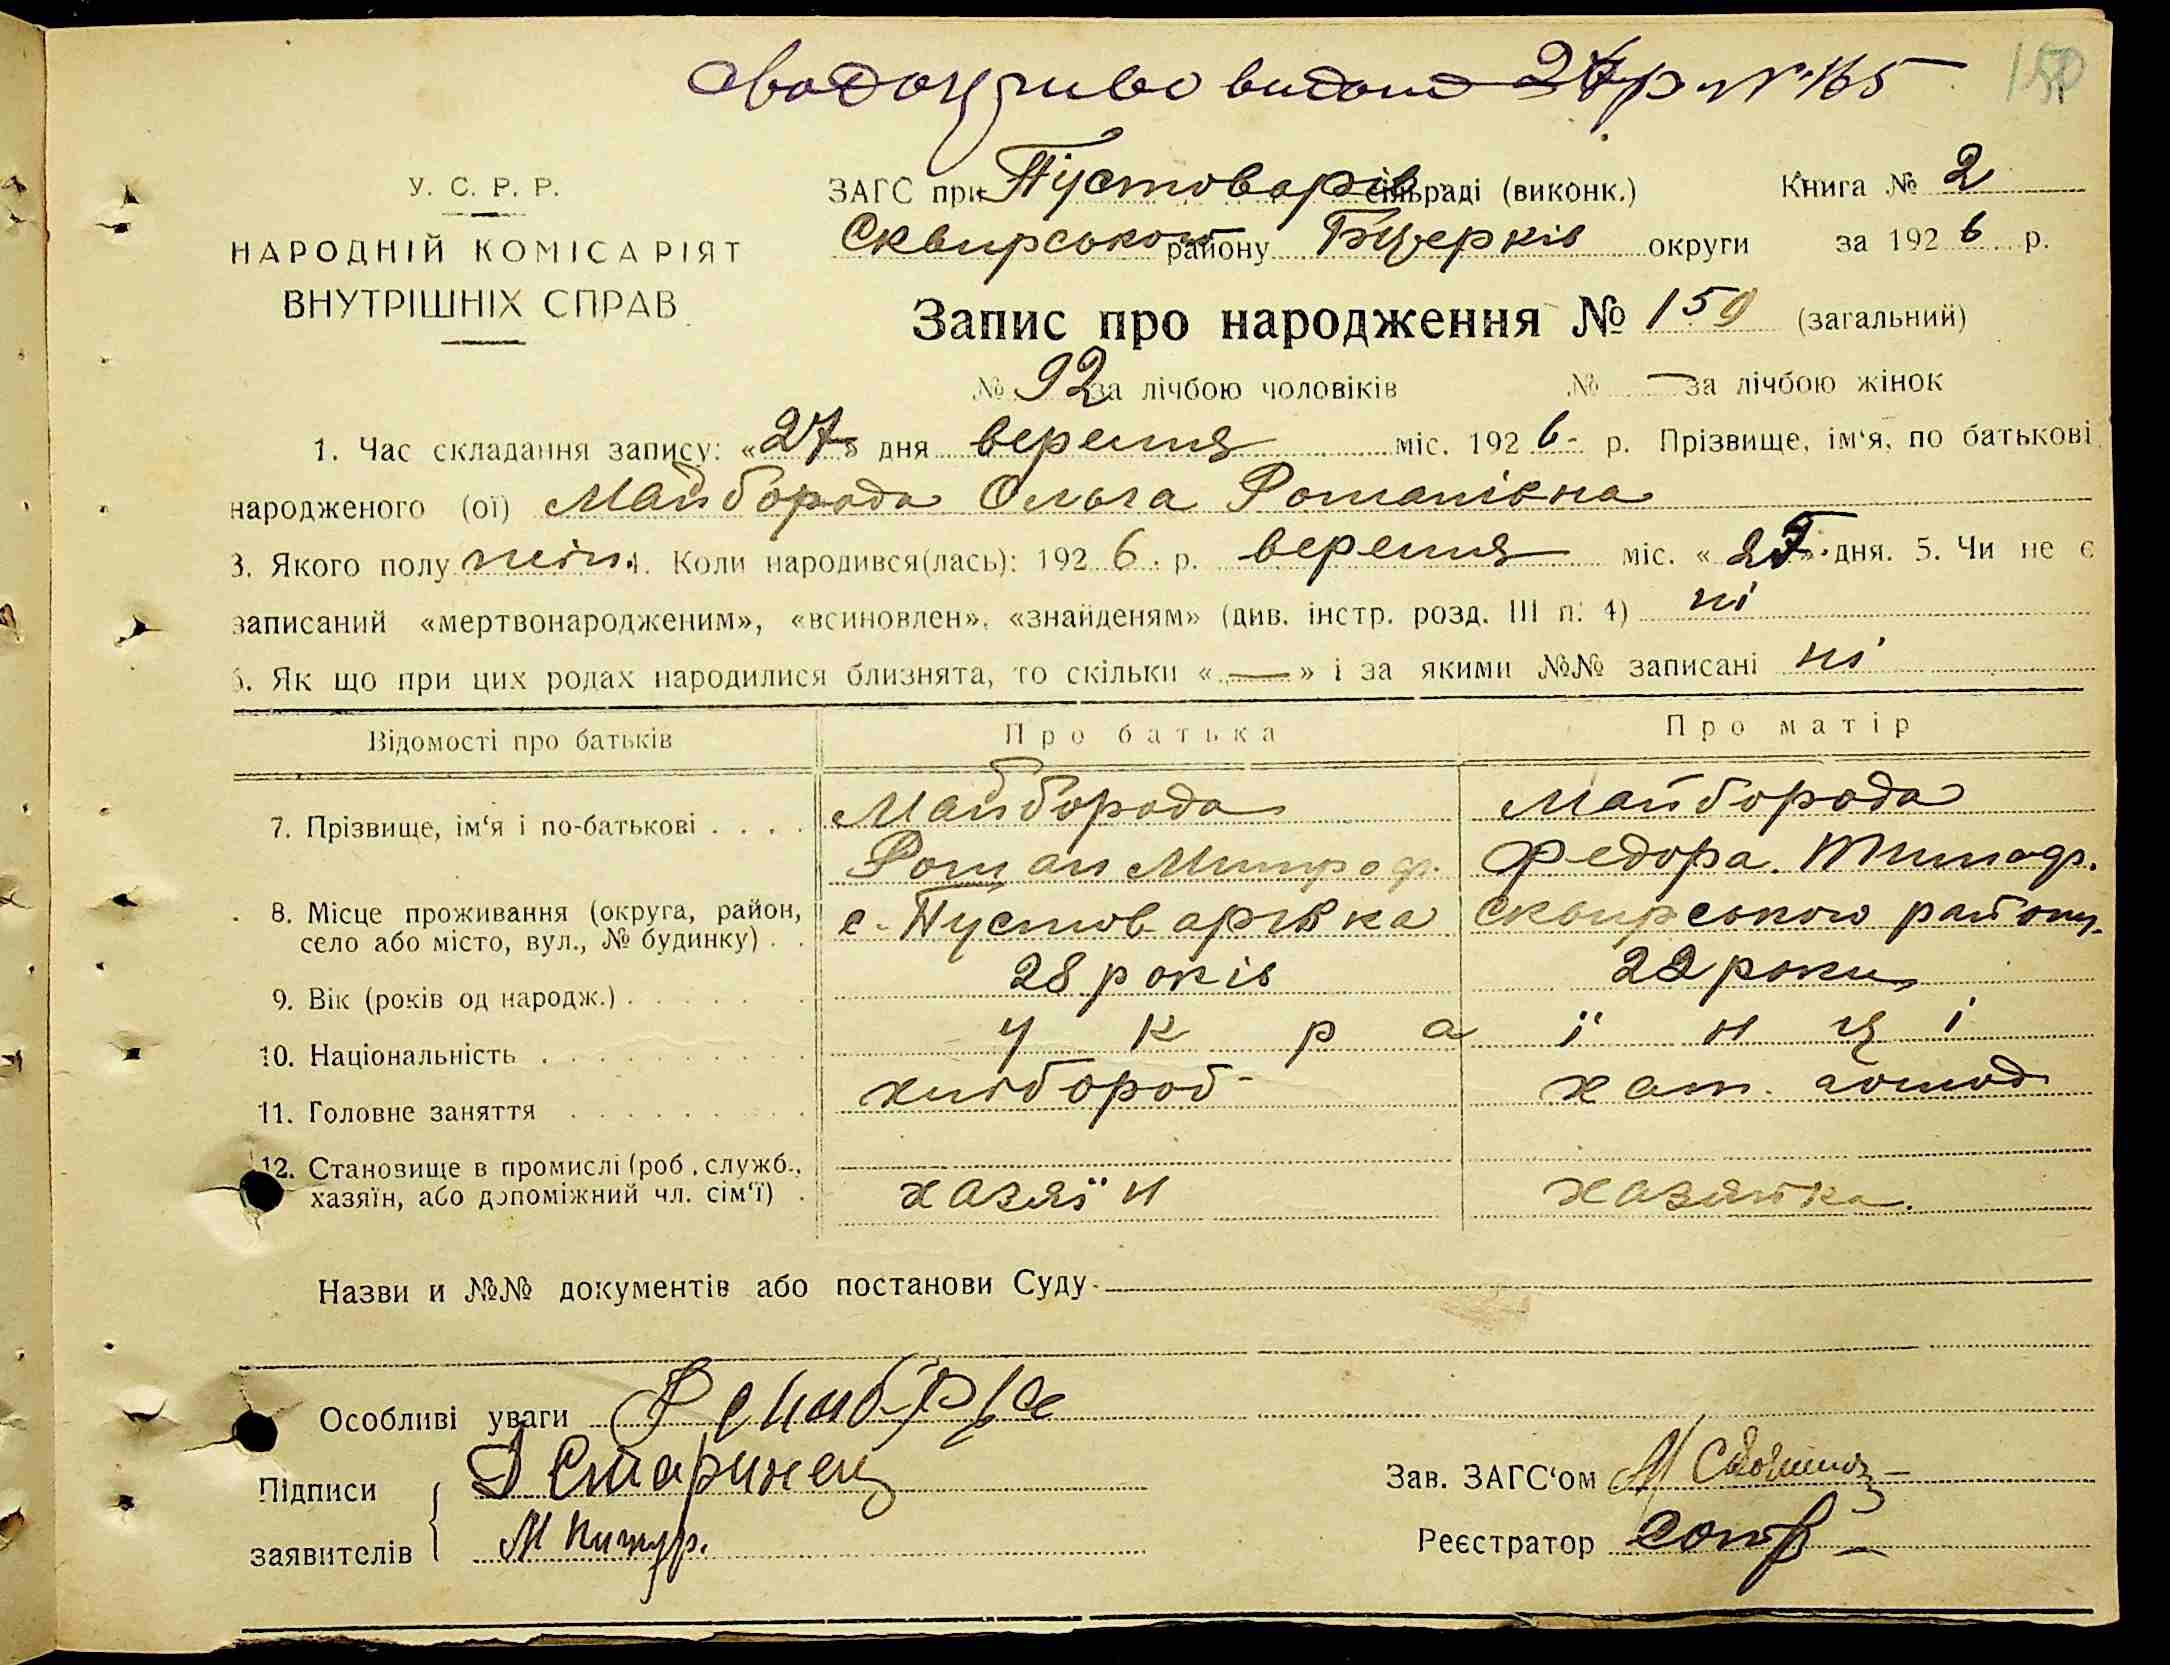 видано 27 р. № 165
150
У. С. Р. Р.
НАРОДНІЙ КОМІСАРІЯТ
ВНУТРІШНІХ СПРАВ
ЗАГС при Пустоварів сільраді (виконк.) Книга № 2
Сквирського району Бцерків округи за 1926 р.
Запис про народження № 159 (загальний)
№ 92 за лічбою чоловіків № — за лічбою жінок
1. Час складання запису: «27» дня вересня міс. 1926 р. Прізвище, ім'я, по батькові
народженого (ої) Майборода Ольга Романівна
3. Якого полу жін. 4. Коли народився(лась): 1926 р. вересня міс. « » дня. 5. Чи не є
записаний «мертвонародженим», «всиновлен», «знайденям» (див. інстр. розд. III п. 4) ні
6. Як що при цих родах народилися близнята, то скільки «—» і за якими №№ записані ні
Відомості про батьків Про батька Про матір
7. Прізвище, ім'я і по-батькові . . . . Майборода Майборода
Роман Митроф. Федора Тимоф.
8. Місце проживання (округа, район, с. Пустоварівка Сквирського району
село або місто, вул., № будинку) . .
9. Вік (років од народж.) . . . . . . . 28 років 22 роки
10. Національність . . . . . . . . . . українці
11. Головне заняття . . . . . . . . . хлібороб хат. господ
12. Становище в промислі (роб., служб.,
хазяїн, або допоміжний чл. сім'ї) . хазяїн хазяйка.
Назви и №№ документів або постанови Суду
Особливі уваги
Підписи
заявителів
Зав. ЗАГС'ом
Реєстратор